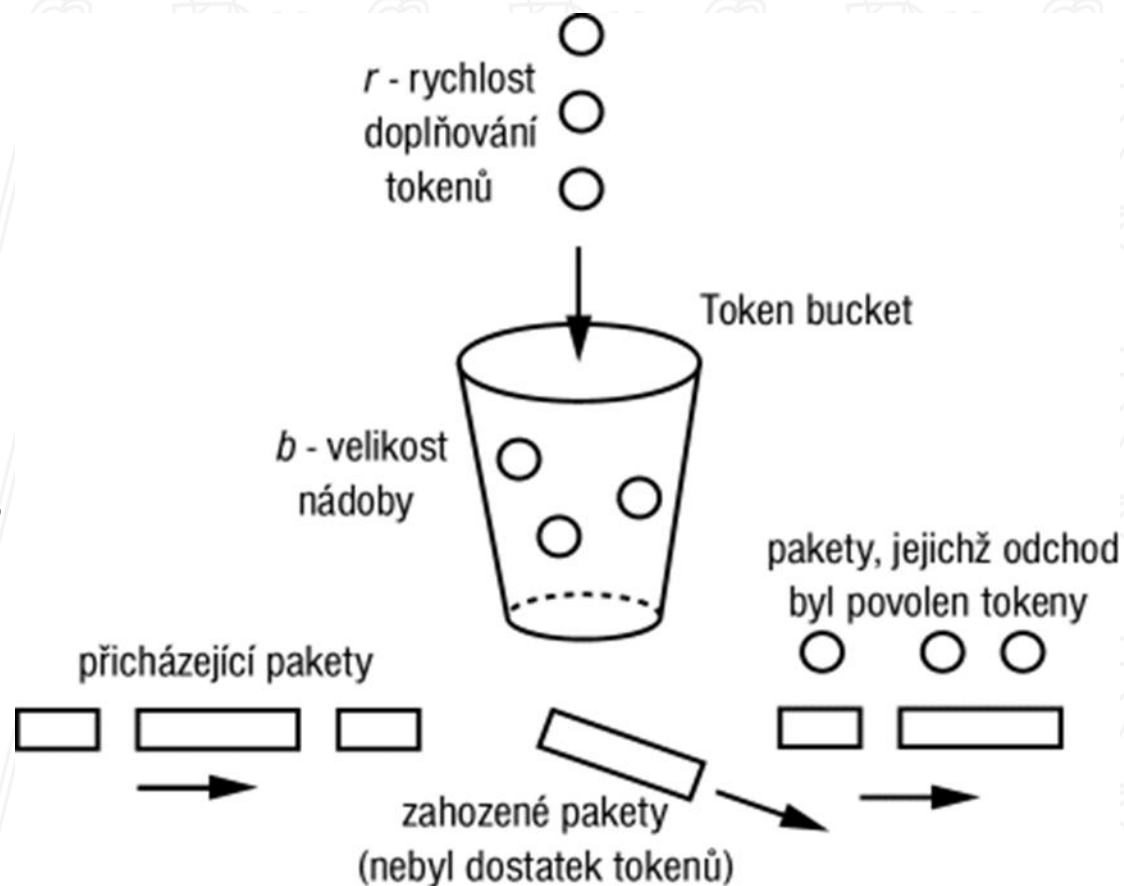 r - rychlost
doplňování
tokenů
Token bucket
b - velikost
nádoby
pakety, jejichž odchod
byl povolen tokeny
přicházející pakety
zahozené pakety
(nebyl dostatek tokenů)